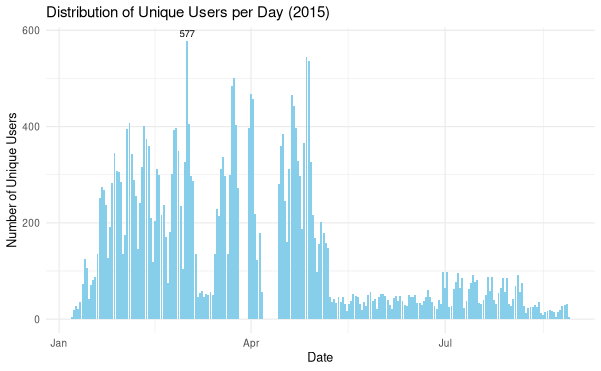 Distribution of Unique Users per Day (2015)
577
600
400
200
0
Number of Unique Users
Jan
Apr
Jul
Date